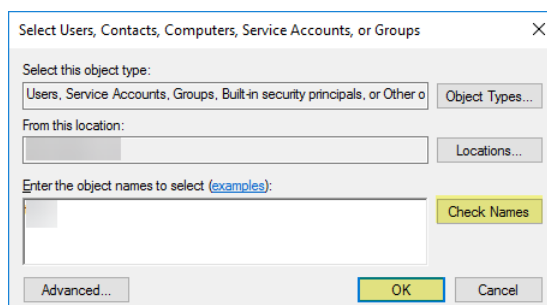 Select Users, Contacts, Computers, Service Accounts, or Groups
Select this object type:
Users, Service Accounts, Groups, Built-in security principals, or Other o
Object Types...
From this location:
Locations...
Enter the object names to select (examples):
Check Names
Advanced...
OK
Cancel